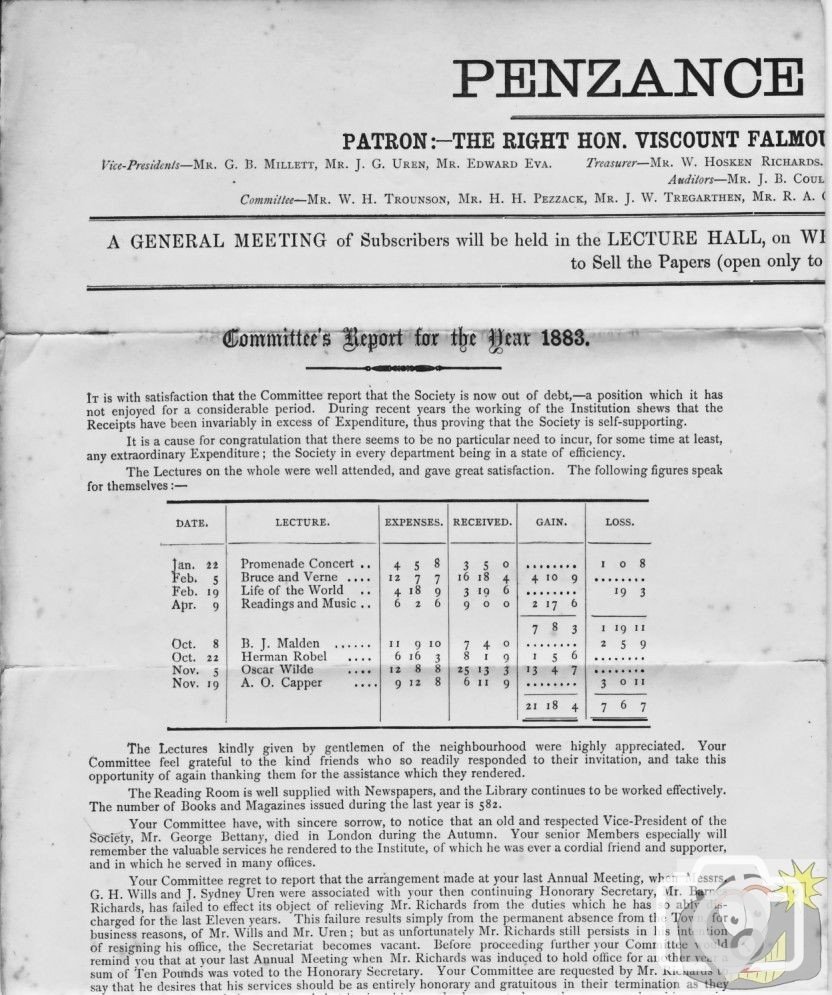 PENZANCE
PATRON:—THE RIGHT HON. VISCOUNT FALMOU
Vice-Presidents—MR. G. B. MILLETT, MR. J. G. UREN, MR. EDWARD EVA. Treasurer—MR. W. HOSKEN RICHARDS.
Auditors—MR. J. B. COUL
Committee—MR. W. H. TROUNSON, MR. H. H. PEZZACK, MR. J. W. TREGARTHEN, MR. R. A. C
A GENERAL MEETING of Subscribers will be held in the LECTURE HALL, on WE
to Sell the Papers (open only to
Committee's Report for the Year 1883.
IT is with satisfaction that the Committee report that the Society is now out of debt,—a position which it has
not enjoyed for a considerable period. During recent years the working of the Institution shews that the
Receipts have been invariably in excess of Expenditure, thus proving that the Society is self-supporting.
It is a cause for congratulation that there seems to be no particular need to incur, for some time at least,
any extraordinary Expenditure; the Society in every department being in a state of efficiency.
The Lectures on the whole were well attended, and gave great satisfaction. The following figures speak
for themselves:—
DATE. LECTURE. EXPENSES. RECEIVED. GAIN. LOSS.
Jan. 22 Promenade Concert .. 4 5 8 3 5 0 ........ 1 0 8
Feb. 5 Bruce and Verne .... 12 7 7 16 18 4 4 10 9 ........
Feb. 19 Life of the World .. 4 18 9 3 19 6 ........ 19 3
Apr. 9 Readings and Music .. 6 2 6 9 0 0 2 17 6
7 8 3 1 19 11
Oct. 8 B. J. Malden ...... 11 9 10 7 4 0 ........ 2 5 9
Oct. 22 Herman Robel .... 6 16 3 8 1 9 1 5 6 ........
Nov. 5 Oscar Wilde .... 12 8 8 25 13 3 13 4 7 ........
Nov. 19 A. O. Capper .... 9 12 8 6 11 9 ........ 3 0 11
21 18 4 7 6 7
The Lectures kindly given by gentlemen of the neighbourhood were highly appreciated. Your
Committee feel grateful to the kind friends who so readily responded to their invitation, and take this
opportunity of again thanking them for the assistance which they rendered.
The Reading Room is well supplied with Newspapers, and the Library continues to be worked effectively.
The number of Books and Magazines issued during the last year is 582.
Your Committee have, with sincere sorrow, to notice that an old and respected Vice-President of the
Society, Mr. George Bettany, died in London during the Autumn. Your senior Members especially will
remember the valuable services he rendered to the Institute, of which he was ever a cordial friend and supporter,
and in which he served in many offices.
Your Committee regret to report that the arrangement made at your last Annual Meeting, when Messrs.
G. H. Wills and J. Sydney Uren were associated with your then continuing Honorary Secretary, Mr. Barnes
Richards, has failed to effect its object of relieving Mr. Richards from the duties which he has so ably dis-
charged for the last Eleven years. This failure results simply from the permanent absence from the Town, for
business reasons, of Mr. Wills and Mr. Uren; but as unfortunately Mr. Richards still persists in his intention
of resigning his office, the Secretariat becomes vacant. Before proceeding further your Committee would
remind you that at your last Annual Meeting when Mr. Richards was induced to hold office for another year a
sum of Ten Pounds was voted to the Honorary Secretary. Your Committee are requested by Mr. Richards to
say that he desires that his services should be as entirely honorary and gratuitous in their termination as they